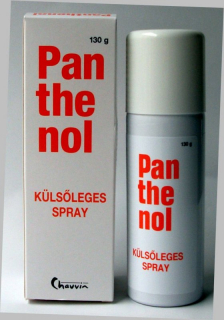 130 g
Pan
the
nol
KÜLSŐLEGES
SPRAY
Chauvin
130 g
Pan
the
nol
KÜLSŐLEGES
SPRAY